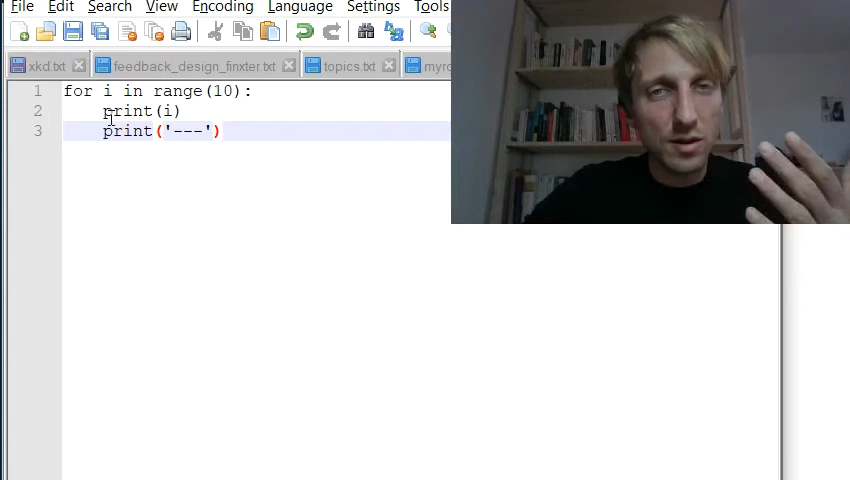 File Edit Search View Encoding Language Settings Tools
xkd.txt feedback_design_finxter.txt topics.txt myro
1 for i in range(10):
2 print(i)
3 print('---')